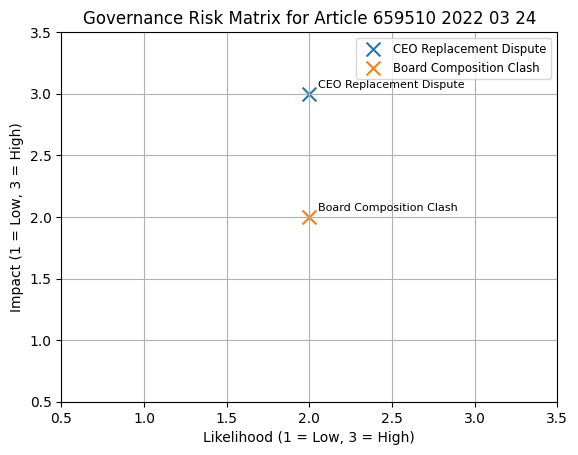 Governance Risk Matrix for Article 659510 2022 03 24
3.5
3.0
2.5
2.0
1.5
1.0
0.5
Impact (1 = Low, 3 = High)
CEO Replacement Dispute
Board Composition Clash
CEO Replacement Dispute
Board Composition Clash
0.5 1.0 1.5 2.0 2.5 3.0 3.5
Likelihood (1 = Low, 3 = High)